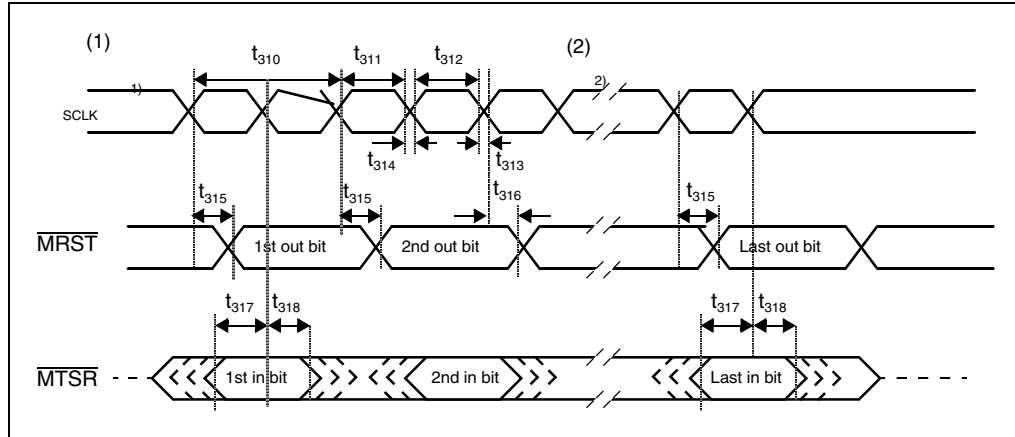 (1) (2)
t310 t311 t312
1) 2)
SCLK
t314 t313
t315 t315 t316 t315
MRST 1st out bit 2nd out bit Last out bit
t317 t318 t317 t318
MTSR 1st in bit 2nd in bit Last in bit